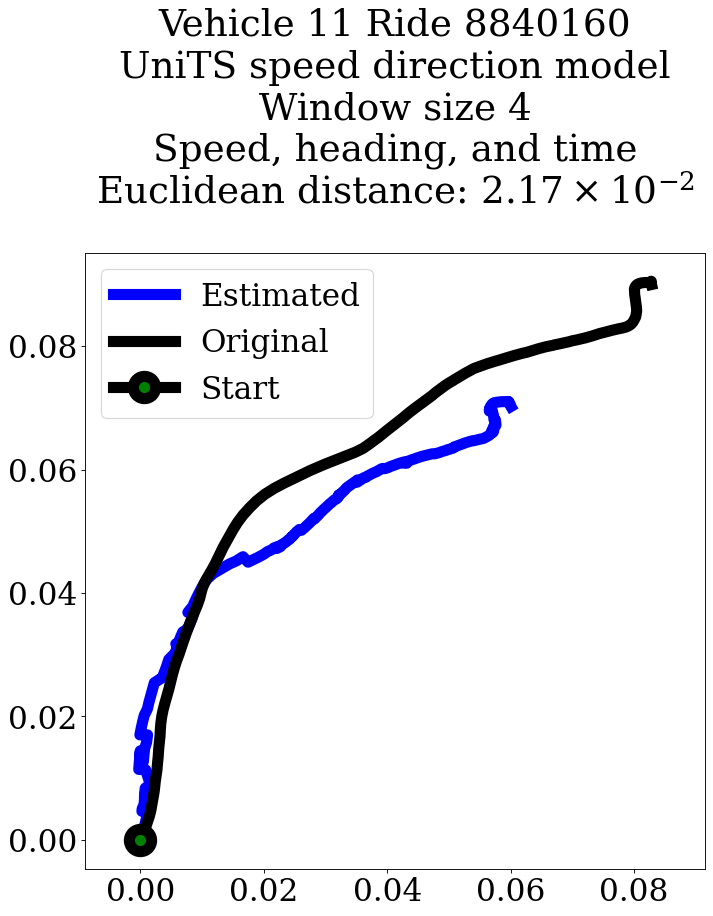 Vehicle 11 Ride 8840160
UniTS speed direction model
Window size 4
Speed, heading, and time
Euclidean distance: 2.17 × 10⁻²
Estimated
Original
Start
0.08
0.06
0.04
0.02
0.00
0.00 0.02 0.04 0.06 0.08